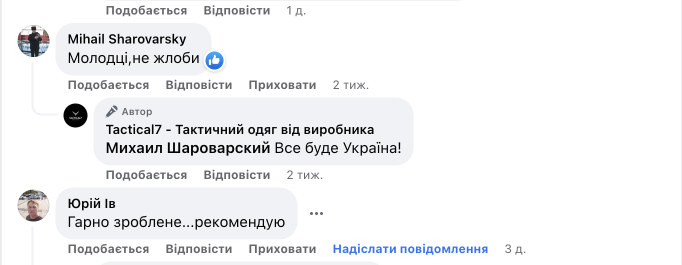 Подобається Відповісти 1 д.
Mihail Sharovarsky
Молодці,не жлоби
Подобається Відповісти Приховати 2 тиж.
Автор
Tactical7 - Тактичний одяг від виробника
Михаил Шароварский Все буде Україна!
Подобається Відповісти 2 тиж.
Юрій Ів
Гарно зроблене...рекомендую
Подобається Відповісти Приховати Надіслати повідомлення 3 д.